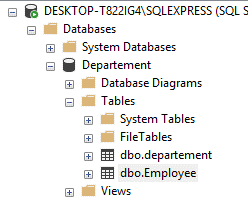 DESKTOP-T822IG4\SQLEXPRESS (SQL S
Databases
System Databases
Departement
Database Diagrams
Tables
System Tables
FileTables
dbo.departement
dbo.Employee
Views